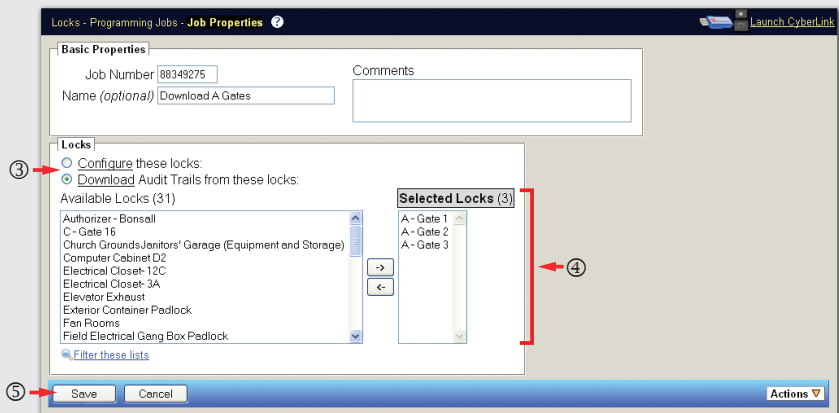 Locks - Programming Jobs - Job Properties ?
Launch CyberLink
Basic Properties
Job Number 88349275
Name (optional) Download A Gates
Comments
Locks
③
Configure these locks:
Download Audit Trails from these locks:
Available Locks (31)
Authorizer - Bonsall
C - Gate 16
Church GroundsJanitors' Garage (Equipment and Storage)
Computer Cabinet D2
Electrical Closet- 12C
Electrical Closet- 3A
Elevator Exhaust
Exterior Container Padlock
Fan Rooms
Field Electrical Gang Box Padlock
->
<-
Selected Locks (3)
A - Gate 1
A - Gate 2
A - Gate 3
④
Filter these lists
⑤
Save Cancel
Actions